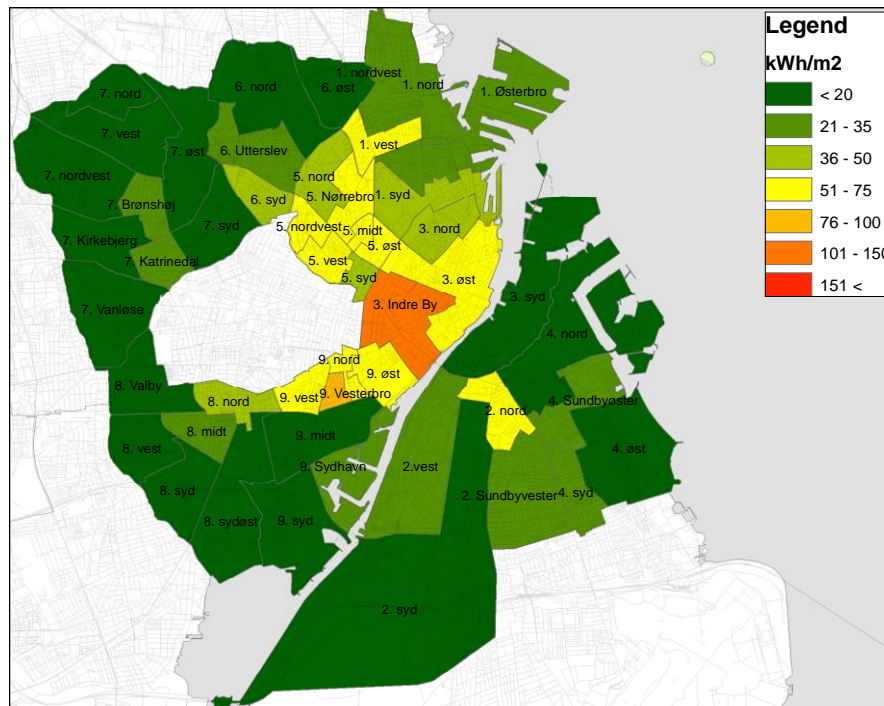 Legend
kWh/m2
< 20
21 - 35
36 - 50
51 - 75
76 - 100
101 - 150
151 <
1. nordvest
1. nord
1. Østerbro
6. nord
6. øst
7. nord
7. vest
7. øst
6. Utterslev
1. vest
7. nordvest
5. nord
5. Nørrebro
1. syd
7. Brønshøj
6. syd
7. syd
5. nordvest
5. midt
3. nord
7. Kirkebjerg
5. øst
7. Katrinedal
5. vest
5. syd
3. øst
3. syd
7. Vanløse
3. Indre By
4. nord
9. nord
9. øst
8. Valby
8. nord
9. vest
9. Vesterbro
2. nord
4. Sundbyøster
8. midt
9. midt
8. vest
4. øst
9. Sydhavn
2.vest
8. syd
2. Sundbyvester
4. syd
8. sydøst
9. syd
2. syd